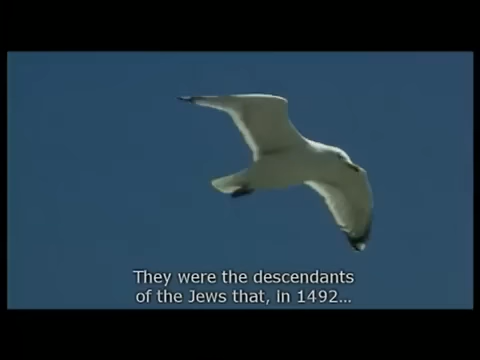 They were the descendants
of the Jews that, in 1492...